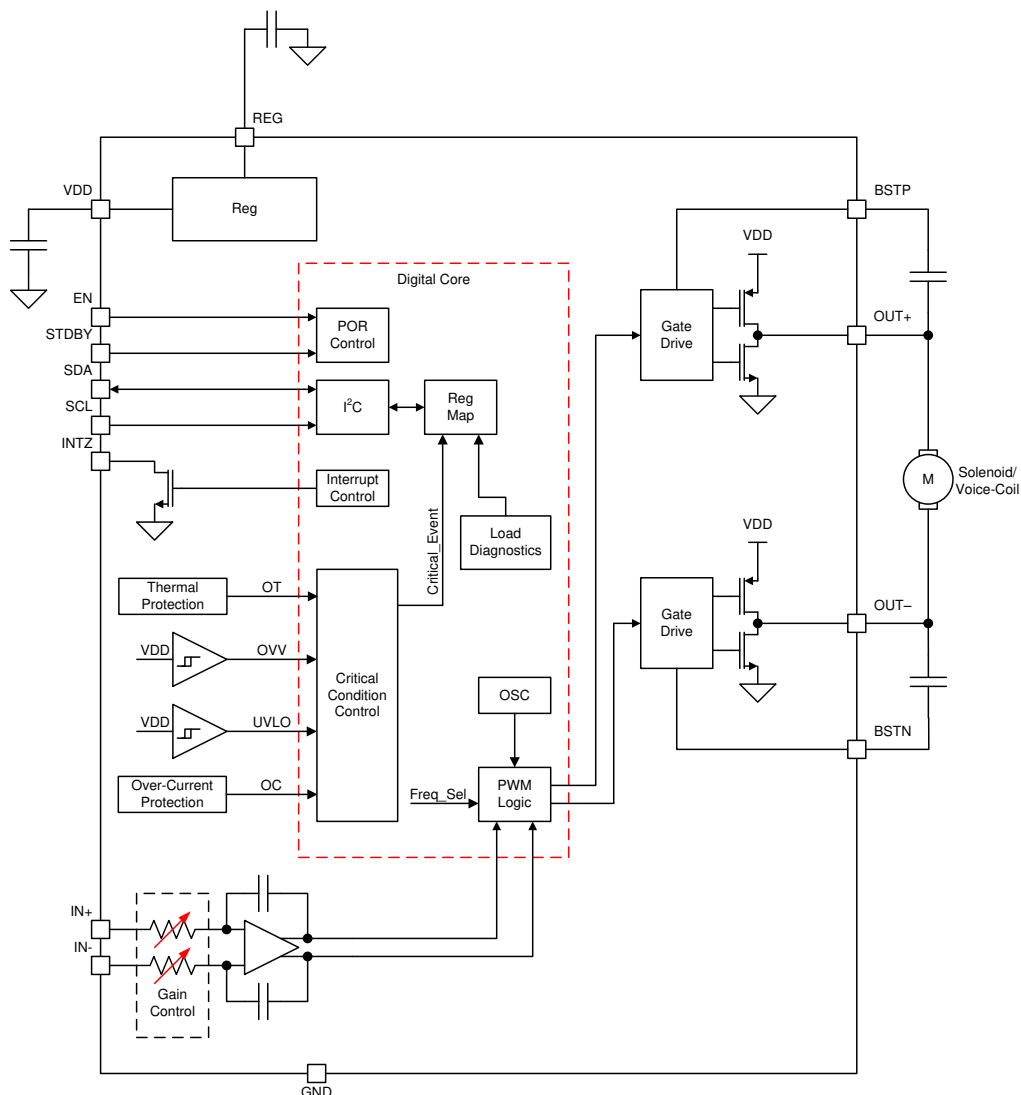 REG
VDD
Reg
BSTP
VDD
Digital Core
EN
POR
Control
Gate
Drive
OUT+
STDBY
SDA
I²C
Reg
Map
SCL
INTZ
Interrupt
Control
M
Solenoid/
Voice-Coil
Critical_Event
Load
Diagnostics
VDD
Thermal
Protection
OT
Gate
Drive
OUT–
VDD
OVV
Critical
Condition
Control
OSC
VDD
UVLO
BSTN
Over-Current
Protection
OC
Freq_Sel
PWM
Logic
IN+
IN-
Gain
Control
GND